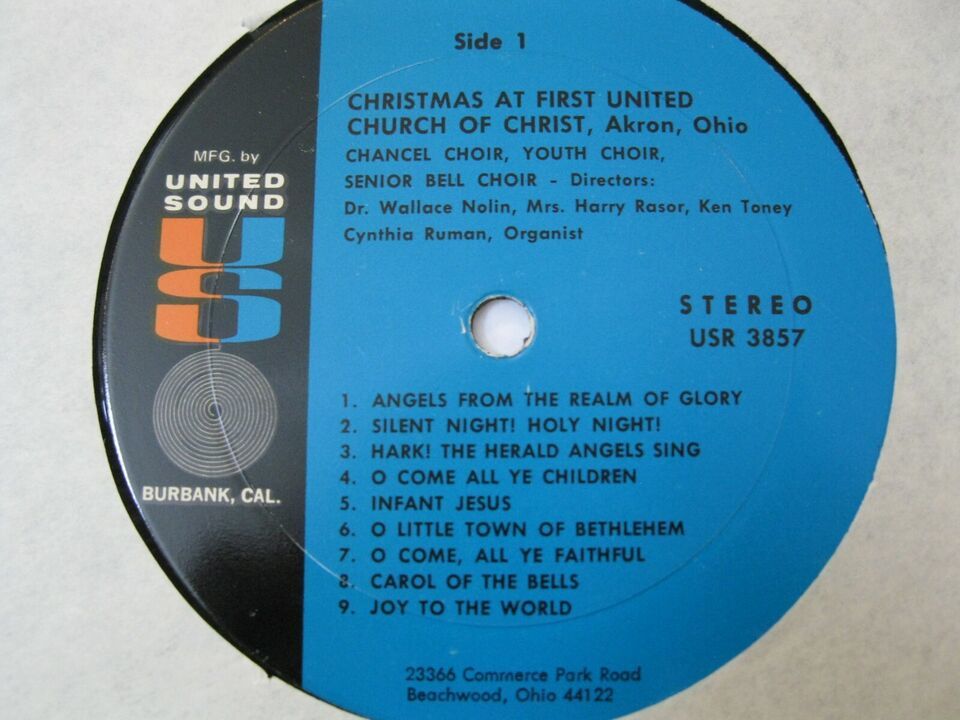 Side 1
CHRISTMAS AT FIRST UNITED
CHURCH OF CHRIST, Akron, Ohio
CHANCEL CHOIR, YOUTH CHOIR,
SENIOR BELL CHOIR - Directors:
Dr. Wallace Nolin, Mrs. Harry Rasor, Ken Toney
Cynthia Ruman, Organist
MFG. by
UNITED
SOUND
US
BURBANK, CAL.
STEREO
USR 3857
1. ANGELS FROM THE REALM OF GLORY
2. SILENT NIGHT! HOLY NIGHT!
3. HARK! THE HERALD ANGELS SING
4. O COME ALL YE CHILDREN
5. INFANT JESUS
6. O LITTLE TOWN OF BETHLEHEM
7. O COME, ALL YE FAITHFUL
8. CAROL OF THE BELLS
9. JOY TO THE WORLD
23366 Commerce Park Road
Beachwood, Ohio 44122